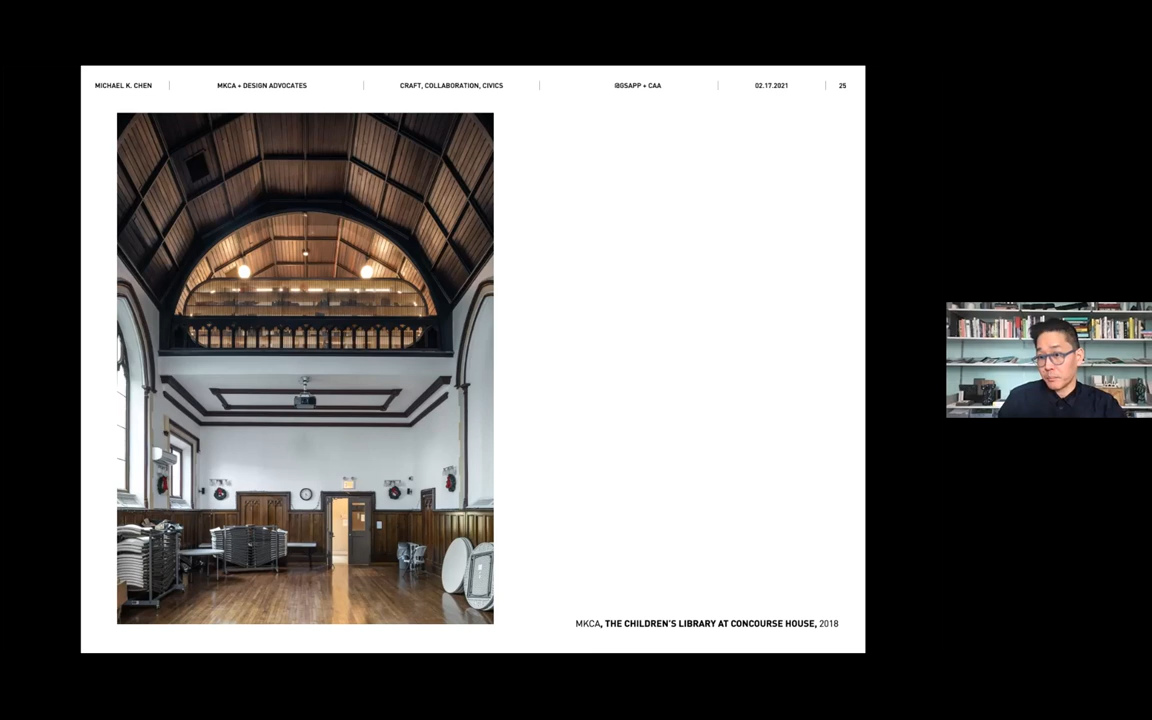 MICHAEL K. CHEN MKCA + DESIGN ADVOCATES CRAFT, COLLABORATION, CIVICS @GSAPP + CAA 02.17.2021 25
MKCA, THE CHILDREN'S LIBRARY AT CONCOURSE HOUSE, 2018